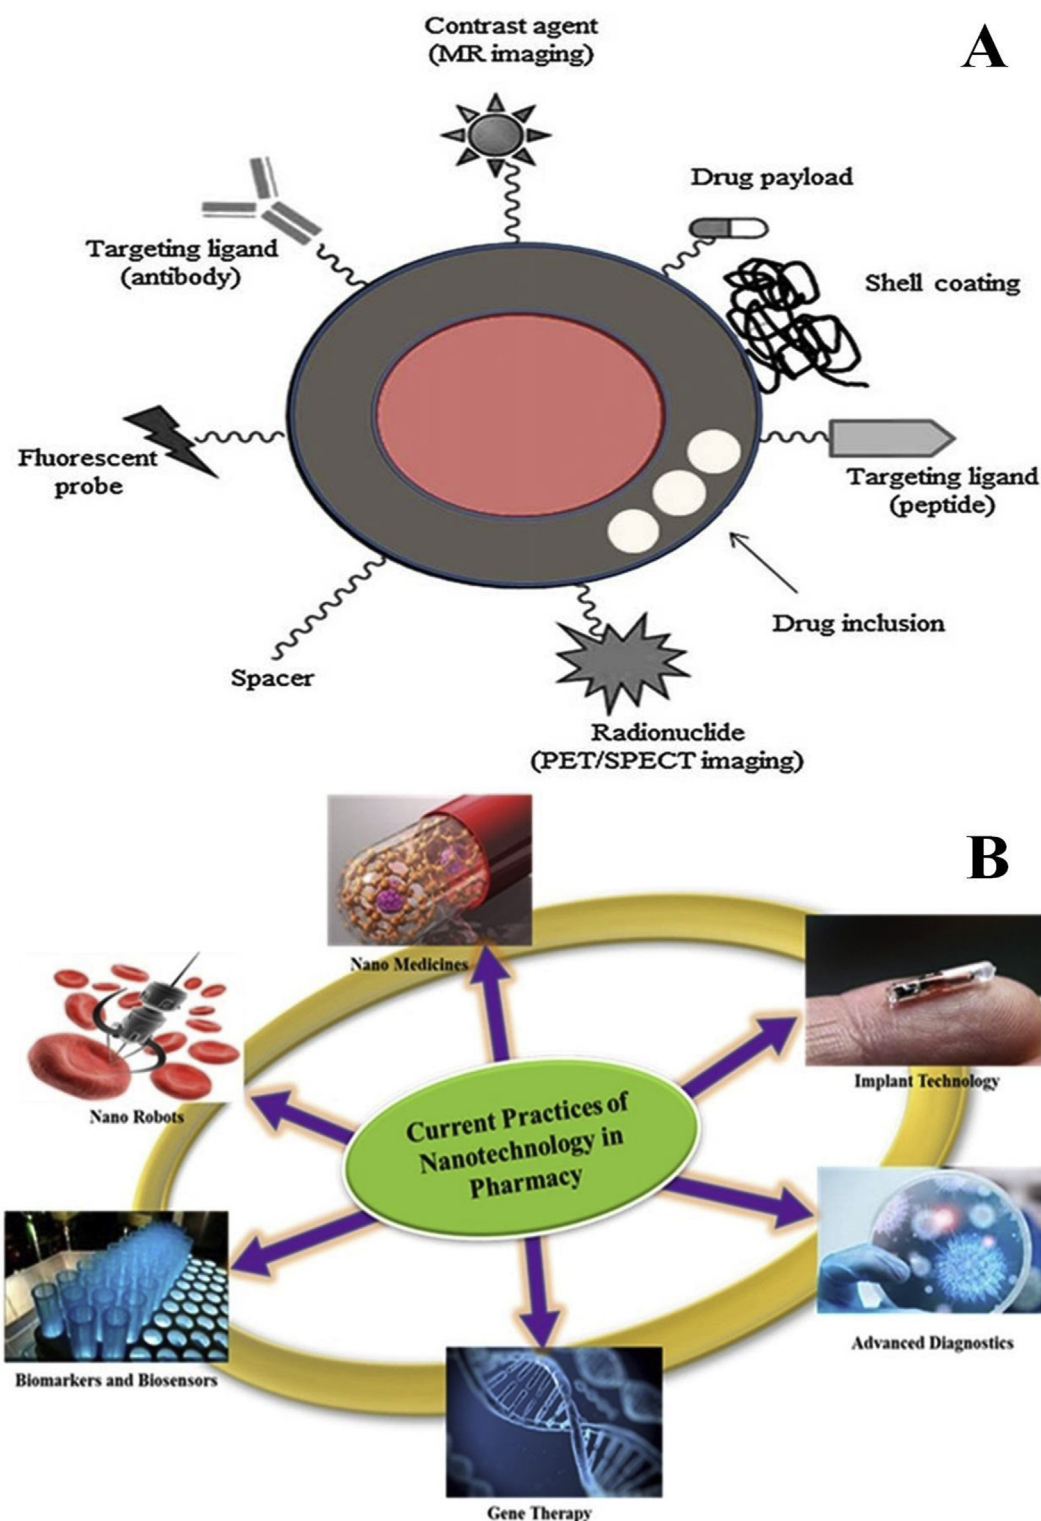 A
Contrast agent
(MR imaging)
Drug payload
Targeting ligand
(antibody)
Shell coating
Fluorescent
probe
Targeting ligand
(peptide)
Drug inclusion
Spacer
Radionuclide
(PET/SPECT imaging)
B
Nano Medicines
Implant Technology
Nano Robots
Current Practices of
Nanotechnology in
Pharmacy
Advanced Diagnostics
Biomarkers and Biosensors
Gene Therapy